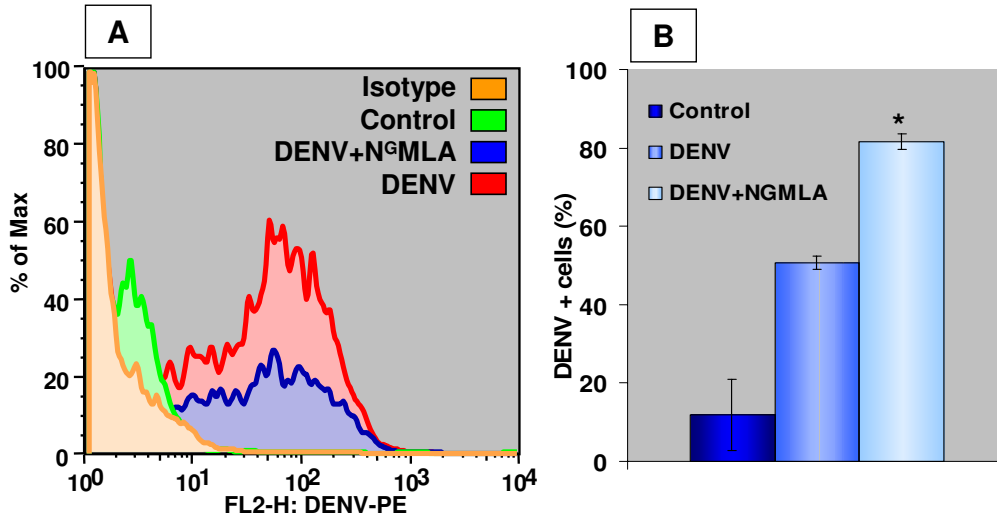 A
100
80
60
40
20
0
% of Max
Isotype
Control
DENV+NᴳMLA
DENV
10⁰ 10¹ 10² 10³ 10⁴
FL2-H: DENV-PE
B
100
80
60
40
20
0
DENV + cells (%)
Control
DENV
DENV+NGMLA
*